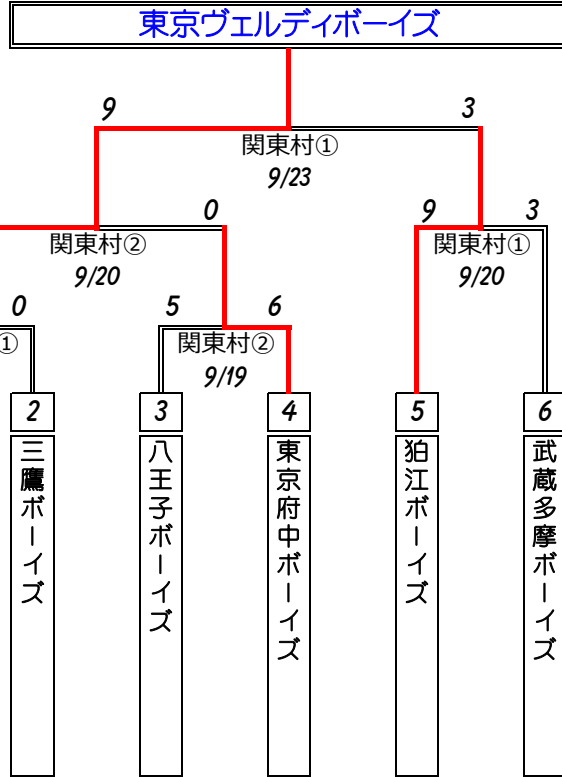 東京ヴェルディボーイズ
9
3
関東村①
9/23
0
9
3
関東村②
関東村①
9/20
9/20
0
5
6
①
関東村②
9/19
2
3
4
5
6
三鷹ボーイズ
八王子ボーイズ
東京府中ボーイズ
狛江ボーイズ
武蔵多摩ボーイズ